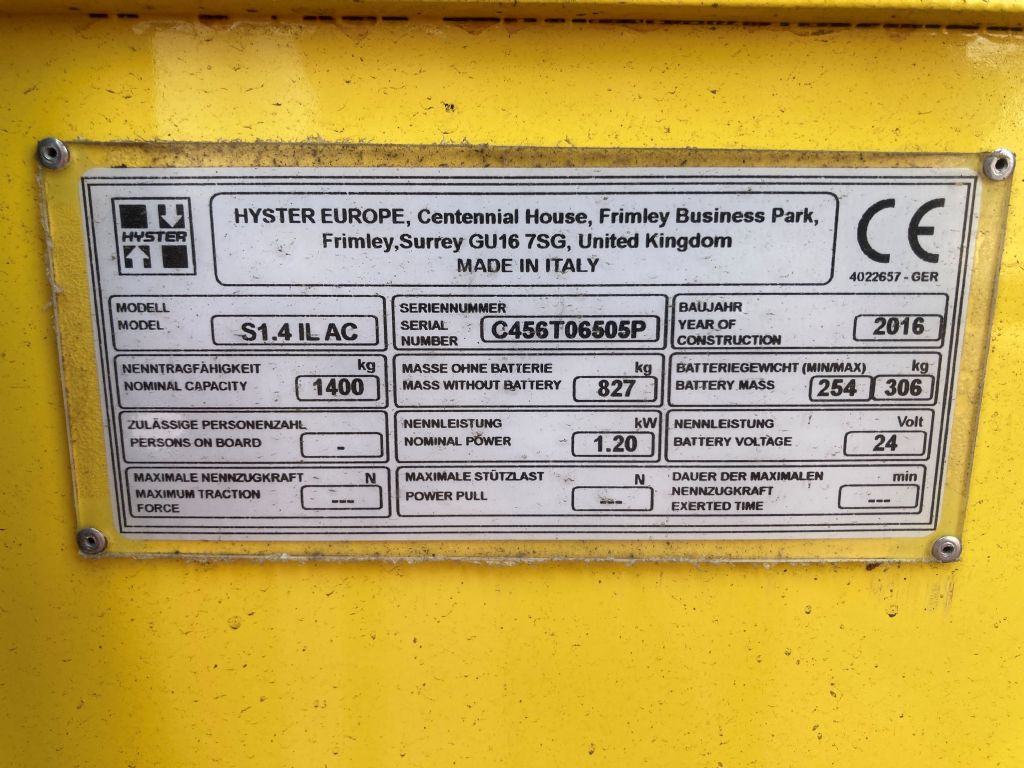 HYSTER
HYSTER EUROPE, Centennial House, Frimley Business Park,
Frimley,Surrey GU16 7SG, United Kingdom
MADE IN ITALY
CE
4022657 - GER
MODELL
MODEL
S1.4 IL AC
SERIENNUMMER
SERIAL
NUMBER
C456T06505P
BAUJAHR
YEAR OF
CONSTRUCTION
2016
NENNTRAGFÄHIGKEIT kg
NOMINAL CAPACITY 1400
MASSE OHNE BATTERIE kg
MASS WITHOUT BATTERY 827
BATTERIEGEWICHT (MIN/MAX) kg
BATTERY MASS 254 306
ZULÄSSIGE PERSONENZAHL
PERSONS ON BOARD -
NENNLEISTUNG kW
NOMINAL POWER 1.20
NENNLEISTUNG Volt
BATTERY VOLTAGE 24
MAXIMALE NENNZUGKRAFT N
MAXIMUM TRACTION
FORCE ---
MAXIMALE STÜTZLAST N
POWER PULL ---
DAUER DER MAXIMALEN min
NENNZUGKRAFT
EXERTED TIME ---